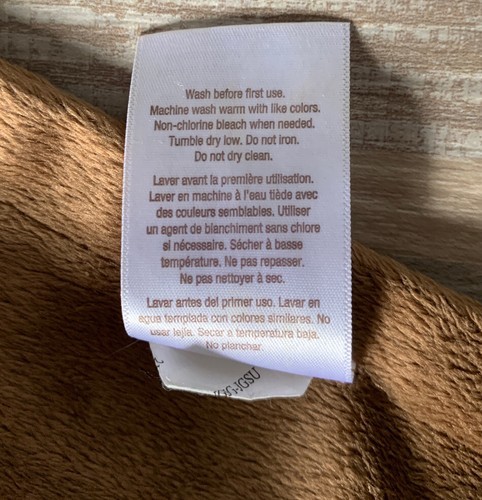 Wash before first use.
Machine wash warm with like colors.
Non-chlorine bleach when needed.
Tumble dry low. Do not iron.
Do not dry clean.
Laver avant la première utilisation.
Laver en machine à l'eau tiède avec
des couleurs semblables. Utiliser
un agent de blanchiment sans chlore
si nécessaire. Sécher à basse
température. Ne pas repasser.
Ne pas nettoyer à sec.
Lavar antes del primer uso. Lavar en
agua templada con colores similares. No
usar lejía. Secar a temperatura baja.
No planchar.